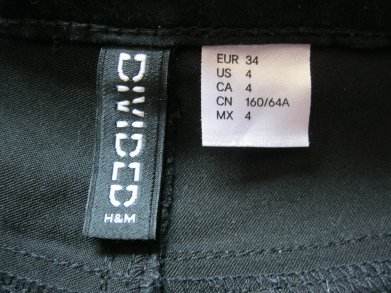 DIVIDED
H&M
EUR 34
US 4
CA 4
CN 160/64A
MX 4